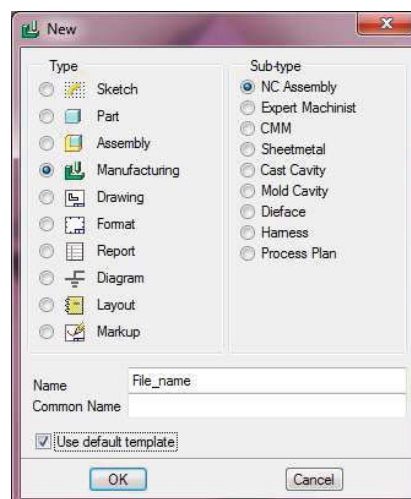 New
Type
Sketch
Part
Assembly
Manufacturing
Drawing
Format
Report
Diagram
Layout
Markup
Sub-type
NC Assembly
Expert Machinist
CMM
Sheetmetal
Cast Cavity
Mold Cavity
Dieface
Harness
Process Plan
Name File_name
Common Name
Use default template
OK Cancel